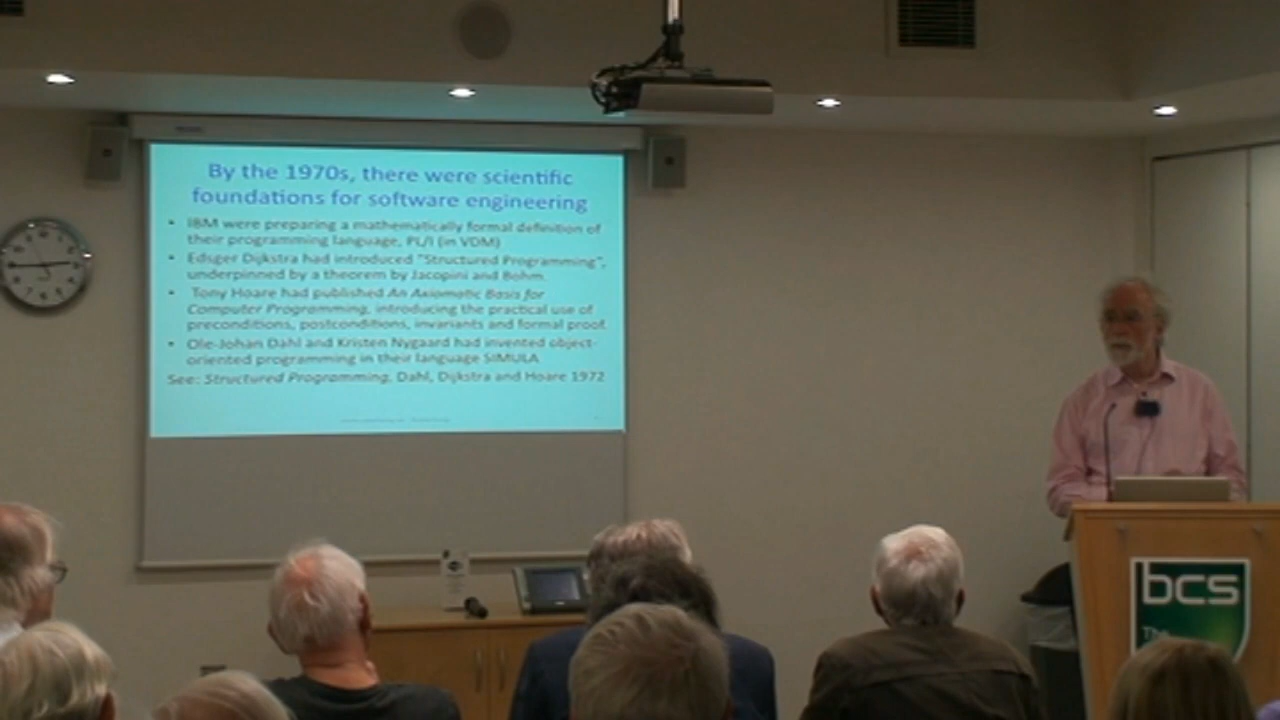 By the 1970s, there were scientific
foundations for software engineering
• IBM were preparing a mathematically formal definition of
their programming language, PL/I (in VDM)
• Edsger Dijkstra had introduced "Structured Programming",
underpinned by a theorem by Jacopini and Bohm.
• Tony Hoare had published An Axiomatic Basis for
Computer Programming, introducing the practical use of
preconditions, postconditions, invariants and formal proof.
• Ole-Johan Dahl and Kristen Nygaard had invented object-
oriented programming in their language SIMULA
See: Structured Programming. Dahl, Dijkstra and Hoare 1972
bcs
The